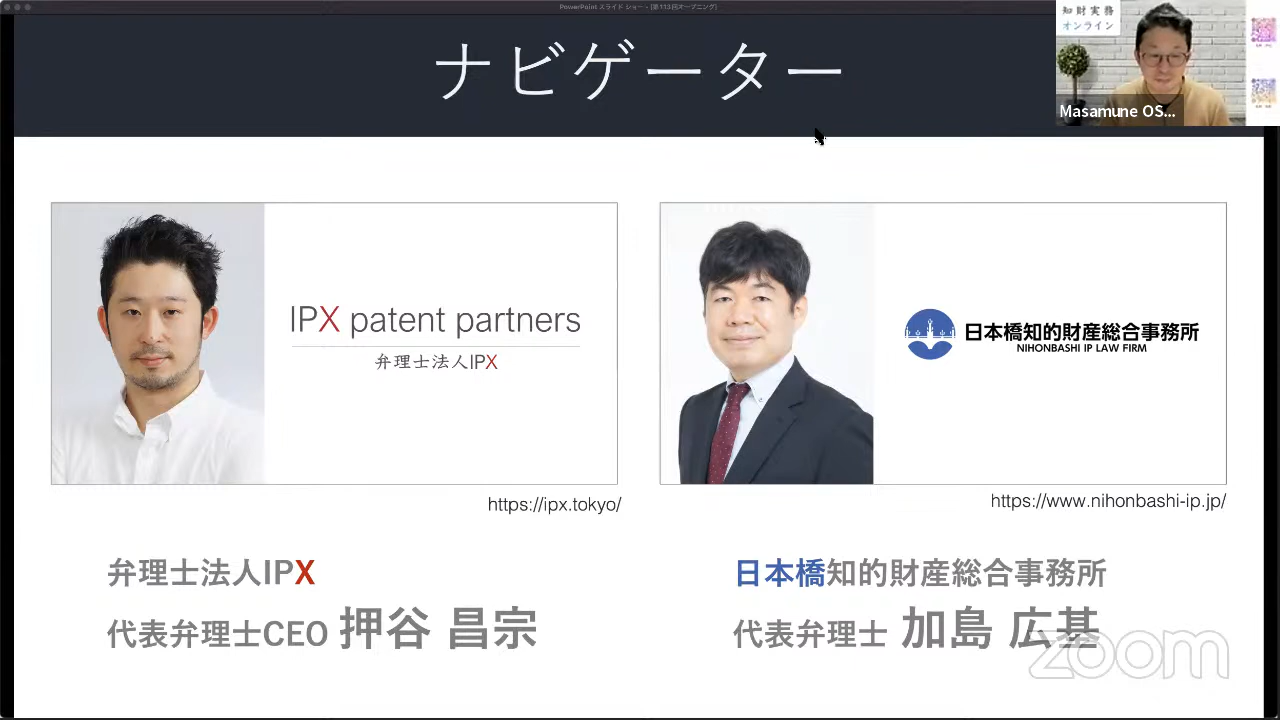 PowerPoint スライド ショー - [第113回オープニング]
ナビゲーター
知財実務
オンライン
Masamune OS...
IPX patent partners
弁理士法人IPX
日本橋知的財産総合事務所
NIHONBASHI IP LAW FIRM
https://ipx.tokyo/
https://www.nihonbashi-ip.jp/
弁理士法人IPX
代表弁理士CEO 押谷 昌宗
日本橋知的財産総合事務所
代表弁理士 加島 広基
zoom